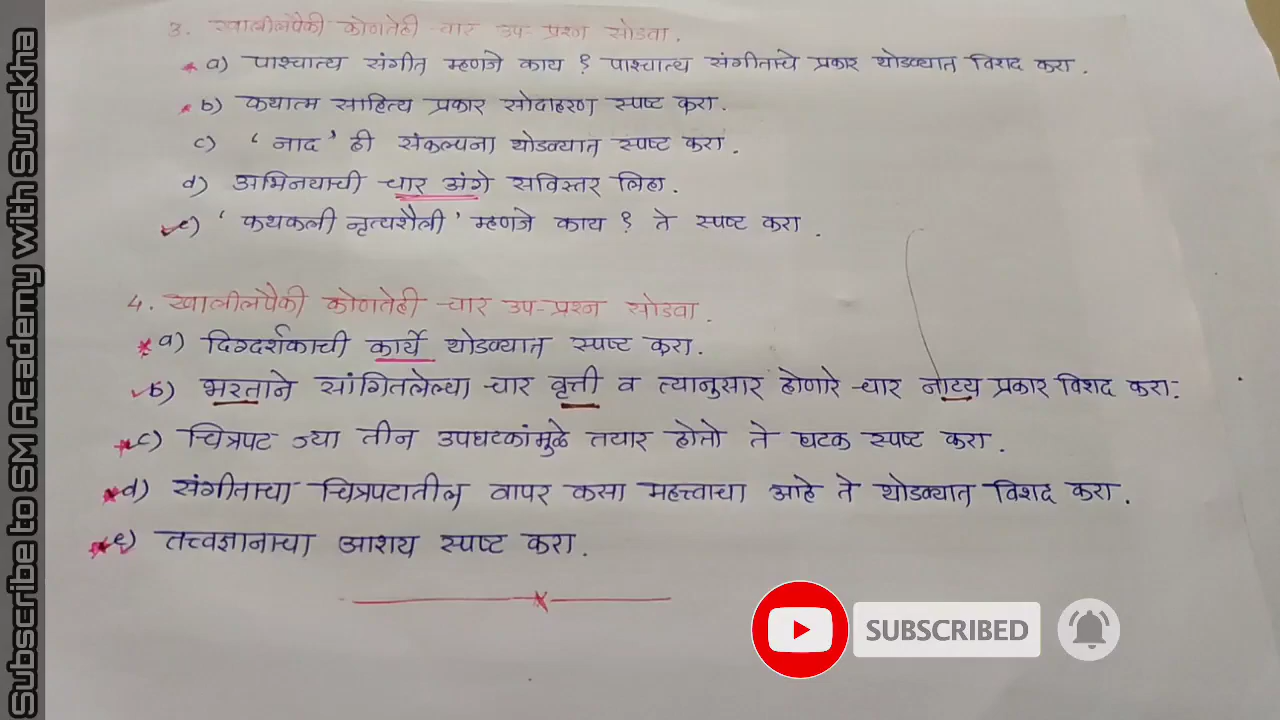 3. खालीलपैकी कोणतेही चार उप-प्रश्न सोडवा.
a) पाश्चात्य संगीत म्हणजे काय ? पाश्चात्य संगीताचे प्रकार थोडक्यात विशद करा.
b) कथात्म साहित्य प्रकार सोदाहरण स्पष्ट करा.
c) ‘नाद’ ही संकल्पना थोडक्यात स्पष्ट करा.
d) अभिनयाची चार अंगे सविस्तर लिहा.
e) ‘कथकली नृत्यशैली’ म्हणजे काय ? ते स्पष्ट करा.
4. खालीलपैकी कोणतेही चार उप-प्रश्न सोडवा.
a) दिग्दर्शकाची कार्ये थोडक्यात स्पष्ट करा.
b) भरताने सांगितलेल्या चार वृत्ती व त्यानुसार होणारे चार नाट्य प्रकार विशद करा.
c) चित्रपट ज्या तीन उपघटकांमुळे तयार होतो ते घटक स्पष्ट करा.
d) संगीताचा चित्रपटातील वापर कसा महत्त्वाचा आहे ते थोडक्यात विशद करा.
e) तत्त्वज्ञानाचा आशय स्पष्ट करा.
SUBSCRIBED
Subscribe to SM Academy with Surekha